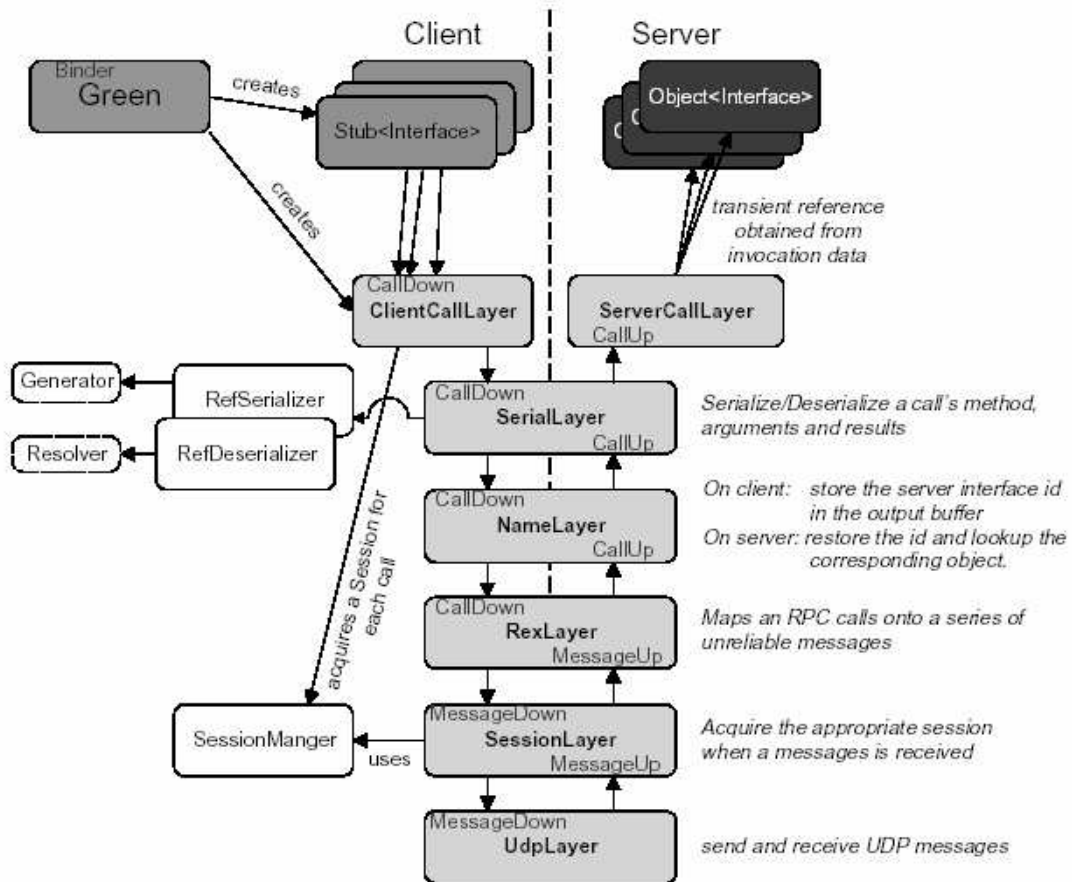 Client
Server
Binder
Green
creates
Stub<Interface>
Object<Interface>
C
C
creates
transient reference
obtained from
invocation data
CallDown
ClientCallLayer
ServerCallLayer
CallUp
Generator
RefSerializer
CallDown
SerialLayer
CallUp
Serialize/Deserialize a call's method,
arguments and results
Resolver
RefDeserializer
CallDown
NameLayer
CallUp
On client: store the server interface id
in the output buffer
On server: restore the id and lookup the
corresponding object.
acquires a Session for
each call
CallDown
RexLayer
MessageUp
Maps an RPC calls onto a series of
unreliable messages
SessionManger
uses
MessageDown
SessionLayer
MessageUp
Acquire the appropriate session
when a messages is received
MessageDown
UdpLayer
send and receive UDP messages